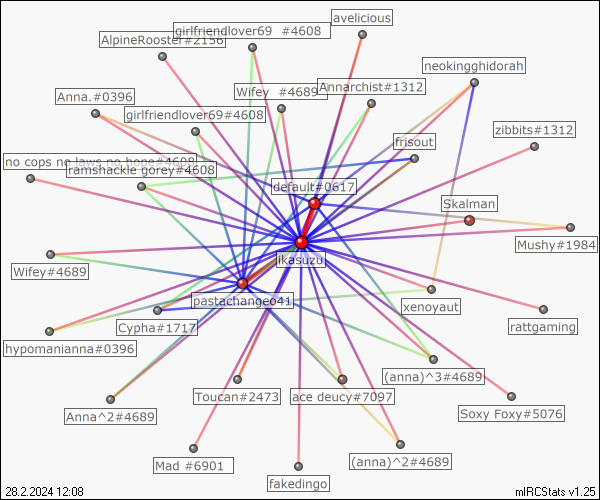 avelicious
girlfriendlover69 #4608
AlpineRooster#2156
neokingghidorah
Wifey #4689
Annarchist#1312
Anna.#0396
girlfriendlover69#4608
zibbits#1312
frisout
no cops no laws no hope#4608
ramshackle gorey#4608
default#0617
Skalman
Mushy#1984
ikasuzu
Wifey#4689
pastachange041
xenoyaut
Cypha#1717
rattgaming
hypomanianna#0396
(anna)^3#4689
Toucan#2473
ace deucy#7097
Anna^2#4689
Soxy Foxy#5076
Mad #6901
(anna)^2#4689
fakedingo
28.2.2024 12:08
mIRCStats v1.25